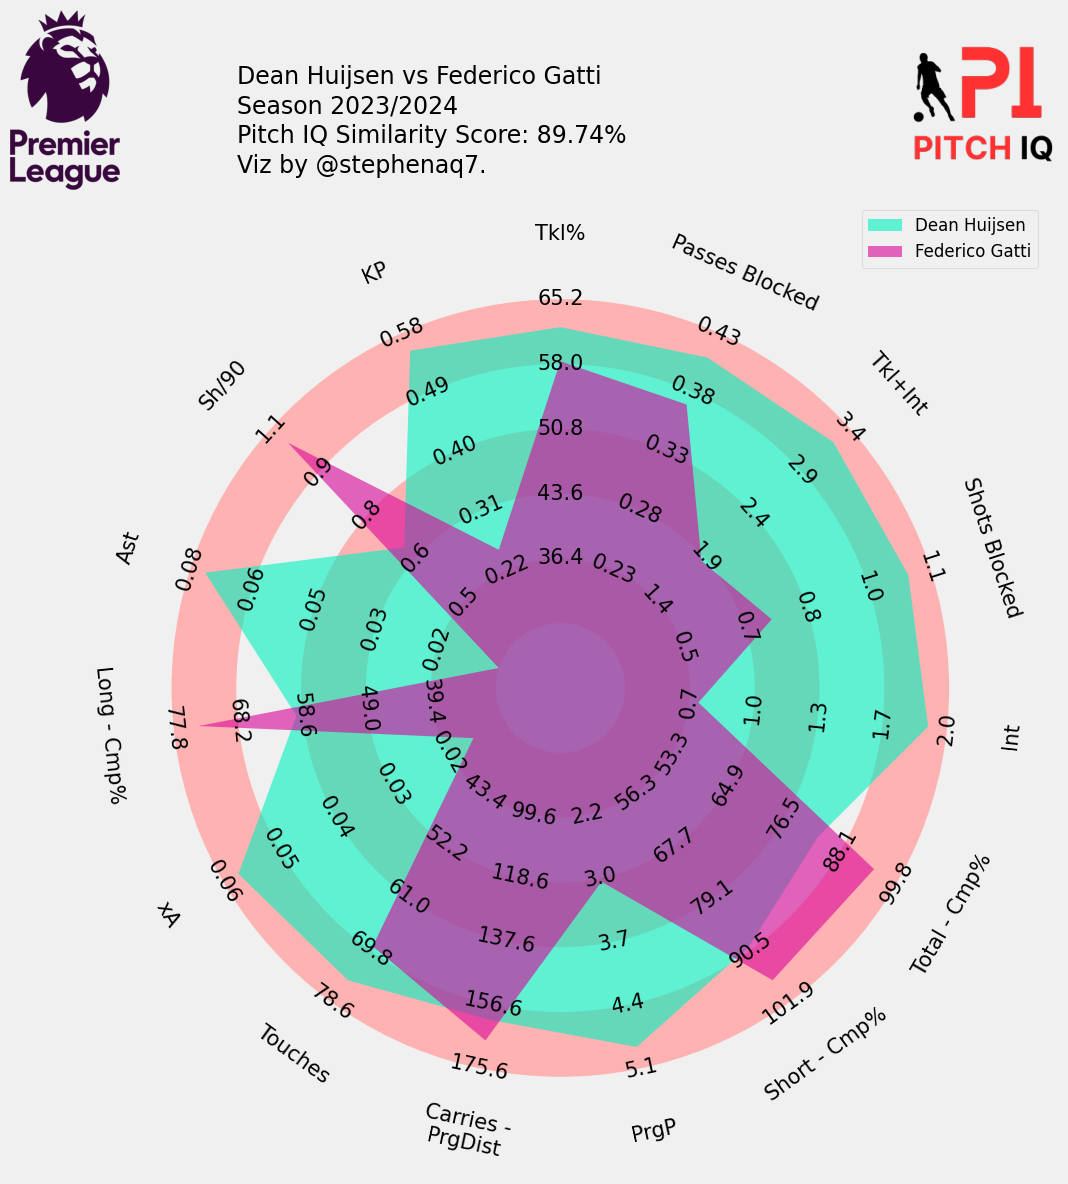 Dean Huijsen vs Federico Gatti
Season 2023/2024
Pitch IQ Similarity Score: 89.74%
Viz by @stephenaq7.
Premier
League
PI
PITCH IQ
Dean Huijsen
Federico Gatti
Tkl%
65.2
58.0
50.8
43.6
36.4
Passes Blocked
0.43
0.38
0.33
0.28
0.23
Tkl+Int
3.4
2.9
2.4
1.9
1.4
Shots Blocked
1.1
1.0
0.8
0.7
0.5
Int
2.0
1.7
1.3
1.0
0.7
Total - Cmp%
99.8
88.1
76.5
64.9
53.3
Short - Cmp%
101.9
90.5
79.1
67.7
56.3
PrgP
5.1
4.4
3.7
3.0
2.2
Carries -
PrgDist
175.6
156.6
137.6
118.6
99.6
Touches
78.6
69.8
61.0
52.2
43.4
xA
0.06
0.05
0.04
0.03
0.02
Long - Cmp%
77.8
68.2
58.6
49.0
39.4
Ast
0.08
0.06
0.05
0.03
0.02
Sh/90
1.1
0.9
0.8
0.6
0.5
KP
0.58
0.49
0.40
0.31
0.22